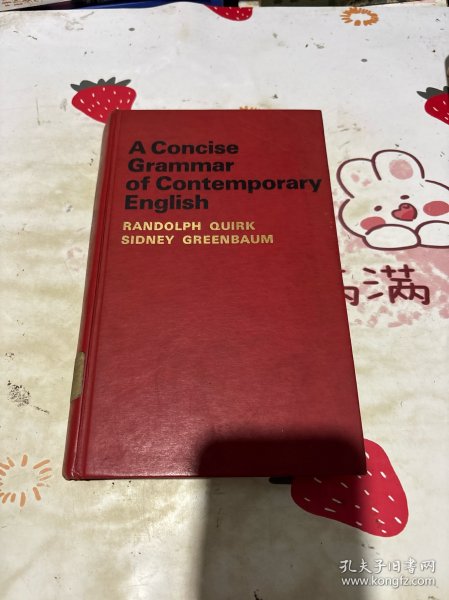 A Concise
Grammar
of Contemporary
English
RANDOLPH QUIRK
SIDNEY GREENBAUM
满
孔夫子旧书网
www.kongfz.com